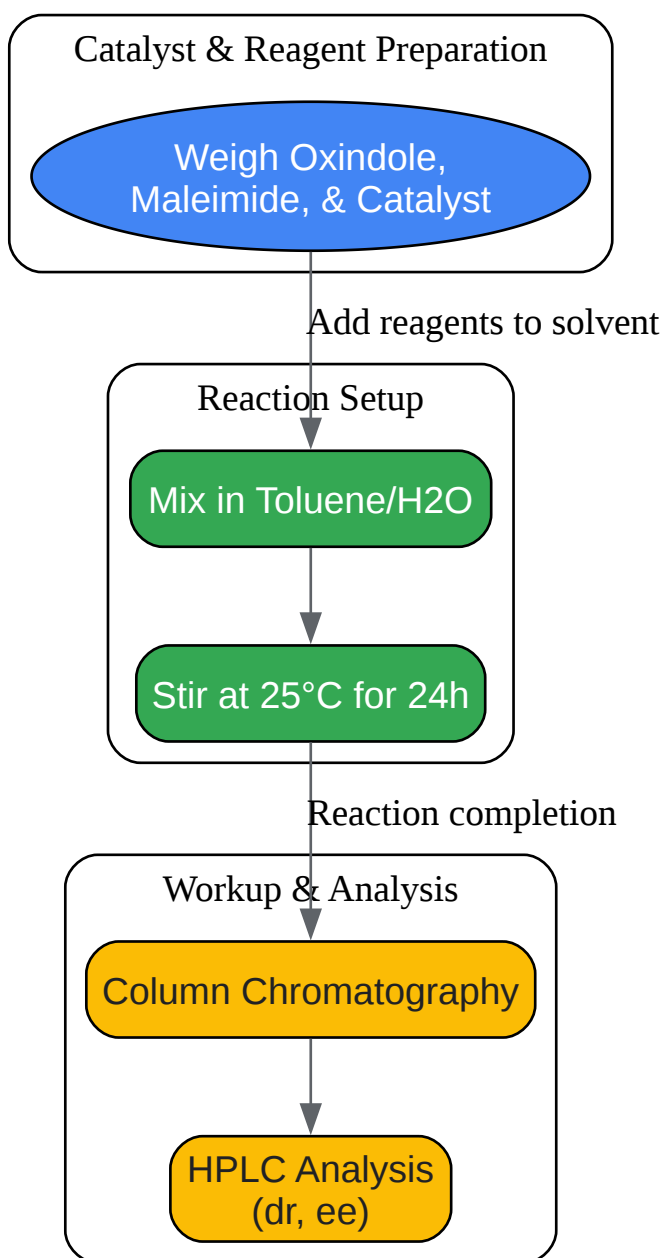 Catalyst & Reagent Preparation
Weigh Oxindole,
Maleimide, & Catalyst
Add reagents to solvent
Reaction Setup
Mix in Toluene/H2O
Stir at 25°C for 24h
Reaction completion
Workup & Analysis
Column Chromatography
HPLC Analysis
(dr, ee)